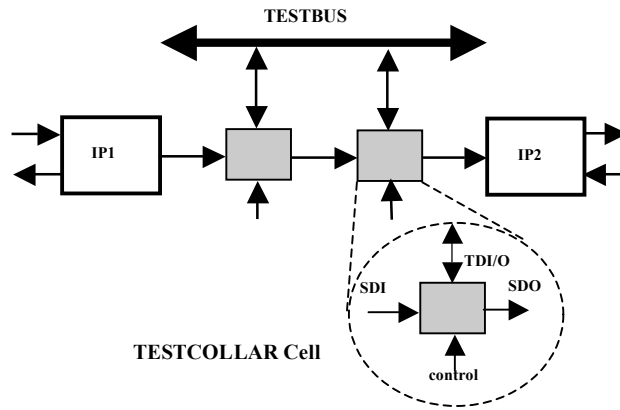 TESTBUS
IP1
IP2
TDI/O
SDI
SDO
TESTCOLLAR Cell
control